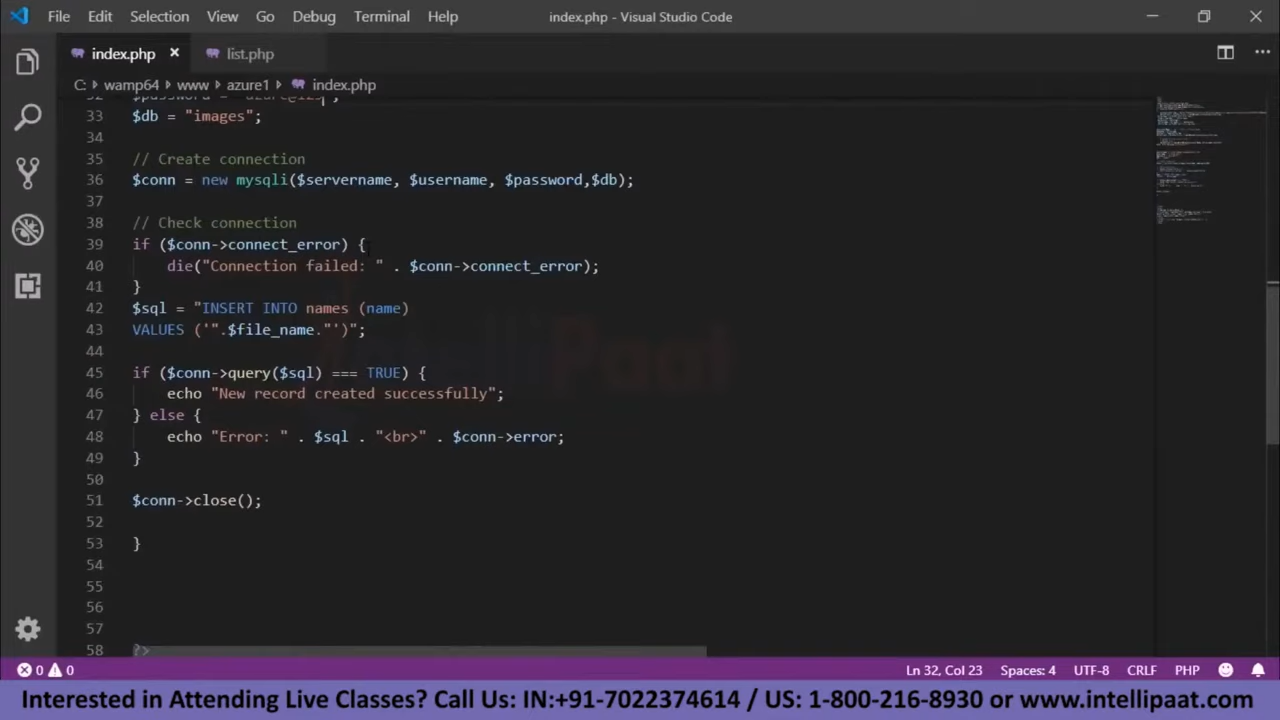 File Edit Selection View Go Debug Terminal Help index.php - Visual Studio Code
index.php list.php
C: wamp64 www azure1 index.php
33 $db = "images";
34
35 // Create connection
36 $conn = new mysqli($servername, $username, $password,$db);
37
38 // Check connection
39 if ($conn->connect_error) {
40 die("Connection failed: " . $conn->connect_error);
41 }
42 $sql = "INSERT INTO names (name)
43 VALUES ('".$file_name."')";
44
45 if ($conn->query($sql) === TRUE) {
46 echo "New record created successfully";
47 } else {
48 echo "Error: " . $sql . "<br>" . $conn->error;
49 }
50
51 $conn->close();
52
53 }
54
55
56
57
58 ?>
IntelliPaat
0 0 Ln 32, Col 23 Spaces: 4 UTF-8 CRLF PHP
Interested in Attending Live Classes? Call Us: IN:+91-7022374614 / US: 1-800-216-8930 or www.intellipaat.com